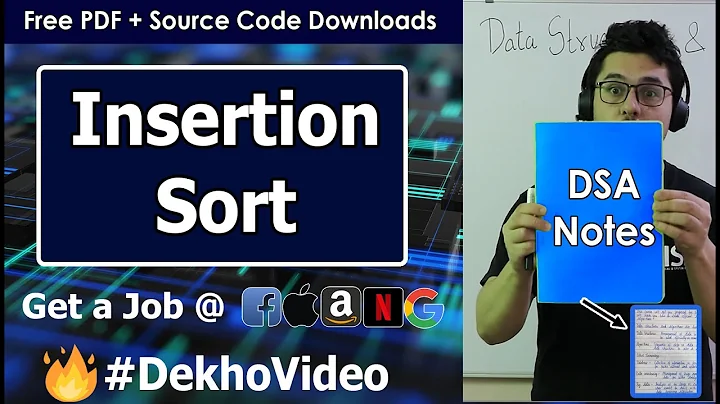 Free PDF + Source Code Downloads
Insertion
Sort
Get a Job @
#DekhoVideo
Data Stru &
DSA
Notes